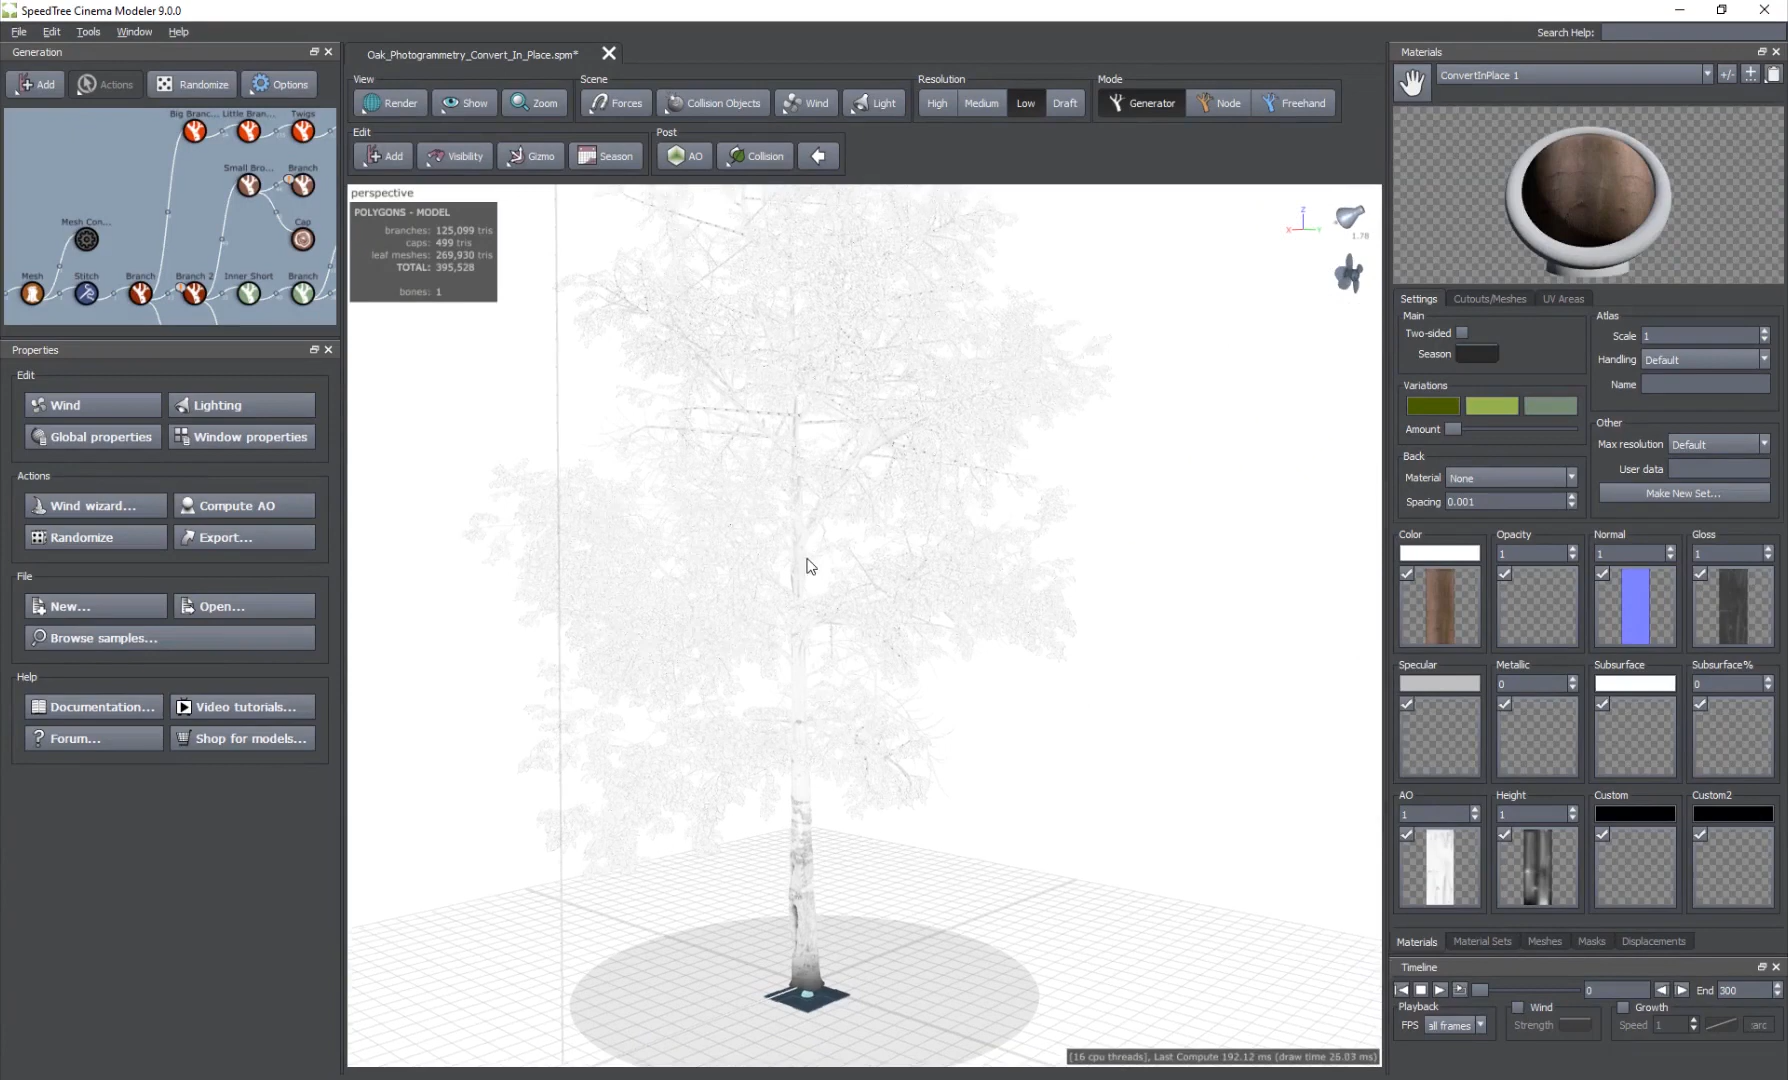 SpeedTree Cinema Modeler 9.0.0
File Edit Tools Window Help
Search Help:
Generation
Add Actions Randomize Options
Big Branc... Little Bran... Twigs
Small Bro... Branch
Mesh Con... Cap
Mesh Stitch Branch Branch 2 Inner Short Branch
Properties
Edit
Wind Lighting
Global properties Window properties
Actions
Wind wizard... Compute AO
Randomize Export...
File
New... Open...
Browse samples...
Help
Documentation... Video tutorials...
Forum... Shop for models...
Oak_Photogrammetry_Convert_In_Place.spm*
View Scene Resolution Mode
Render Show Zoom Forces Collision Objects Wind Light High Medium Low Draft Generator Node Freehand
Edit Post
Add Visibility Gizmo Season AO Collision
perspective
POLYGONS - MODEL
branches: 125,099 tris
caps: 499 tris
leaf meshes: 269,930 tris
TOTAL: 395,528
bones: 1
Z
X Y
1.78
[16 cpu threads], Last Compute 192.12 ms (draw time 26.03 ms)
Materials
ConvertInPlace 1
+/-
Settings Cutouts/Meshes UV Areas
Main
Two-sided
Season
Atlas
Scale 1
Handling Default
Name
Variations
Amount
Other
Max resolution Default
User data
Make New Set...
Back
Material None
Spacing 0.001
Color Opacity Normal Gloss
1 1 1
Specular Metallic Subsurface Subsurface%
0 0
AO Height Custom Custom2
1 1
Materials Material Sets Meshes Masks Displacements
Timeline
0 End 300
Playback Wind Growth
FPS all frames Strength Speed 1